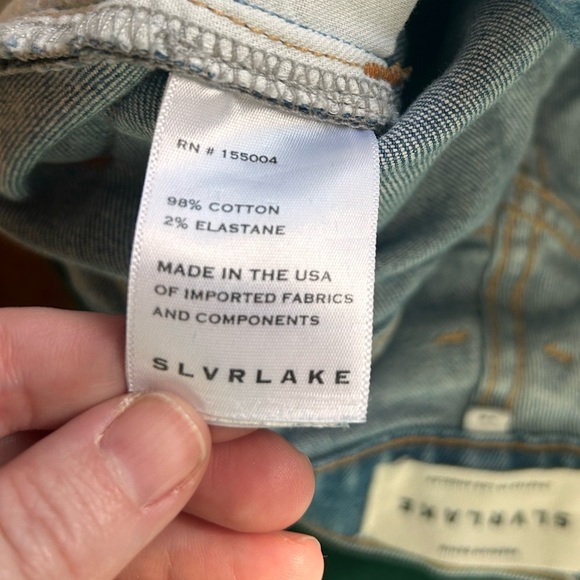 RN # 155004
98% COTTON
2% ELASTANE
MADE IN THE USA
OF IMPORTED FABRICS
AND COMPONENTS
SLVRLAKE
SLVRLAKE